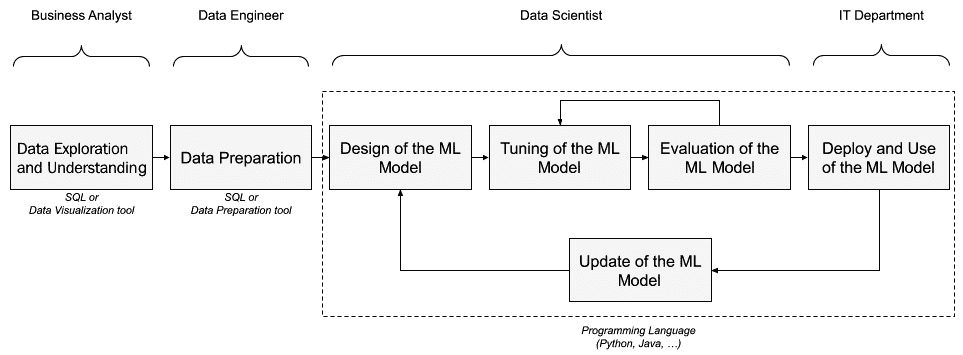 Business Analyst
Data Engineer
Data Scientist
IT Department
Data Exploration
and Understanding
SQL or
Data Visualization tool
Data Preparation
SQL or
Data Preparation tool
Design of the ML
Model
Tuning of the ML
Model
Evaluation of the
ML Model
Deploy and Use
of the ML Model
Update of the ML
Model
Programming Language
(Python, Java, …)